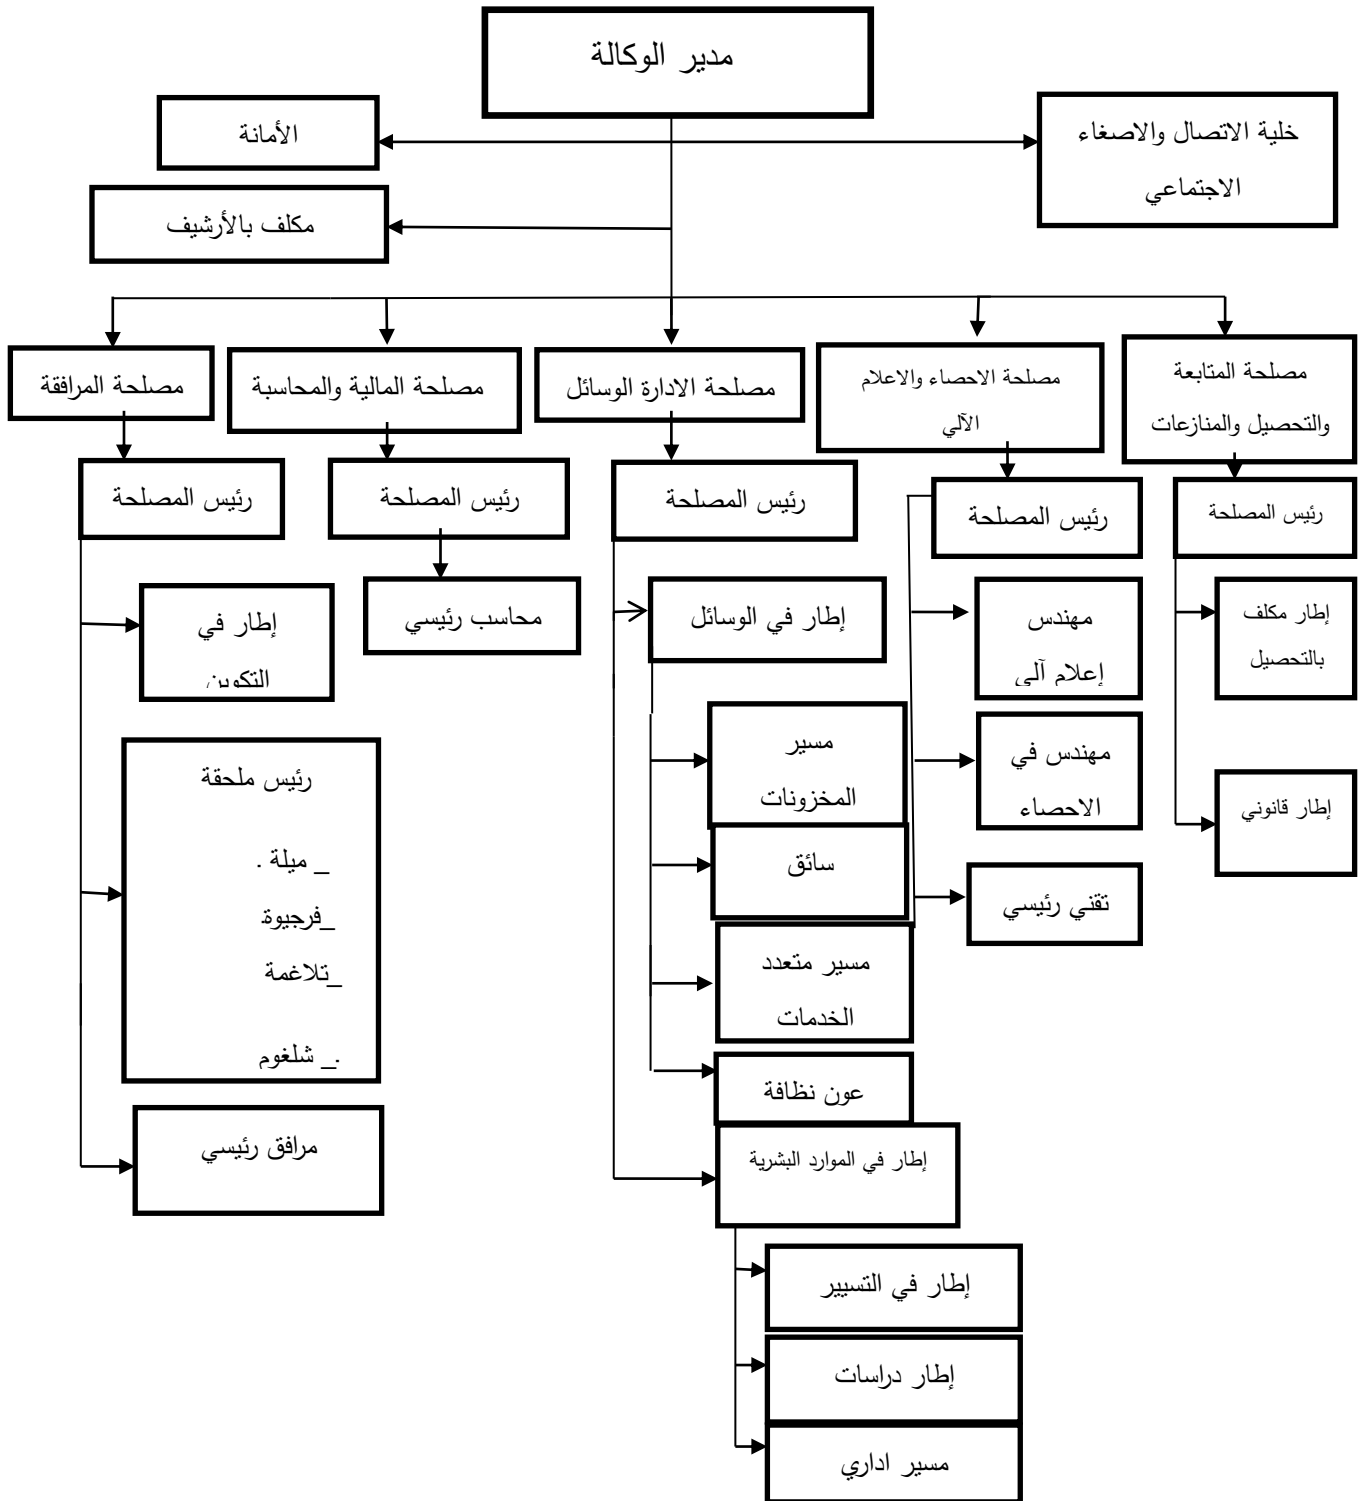 مدير الوكالة
خلية الاتصال والاصغاء
الاجتماعي
الأمانة
مكلف بالأرشيف
مصلحة المتابعة
والتحصيل والمنازعات
مصلحة الاحصاء والاعلام
الآلي
مصلحة الادارة الوسائل
مصلحة المالية والمحاسبة
مصلحة المرافقة
رئيس المصلحة
رئيس المصلحة
رئيس المصلحة
رئيس المصلحة
رئيس المصلحة
إطار مكلف
بالتحصيل
إطار قانوني
مهندس
إعلام آلي
مهندس في
الاحصاء
تقني رئيسي
إطار في الوسائل
مسير
المخزونات
سائق
مسير متعدد
الخدمات
عون نظافة
إطار في الموارد البشرية
إطار في التسيير
إطار دراسات
مسير اداري
محاسب رئيسي
إطار في
التكوين
رئيس ملحقة
_ ميلة .
_فرجيوة.
_تلاغمة
._ شلغوم
مرافق رئيسي